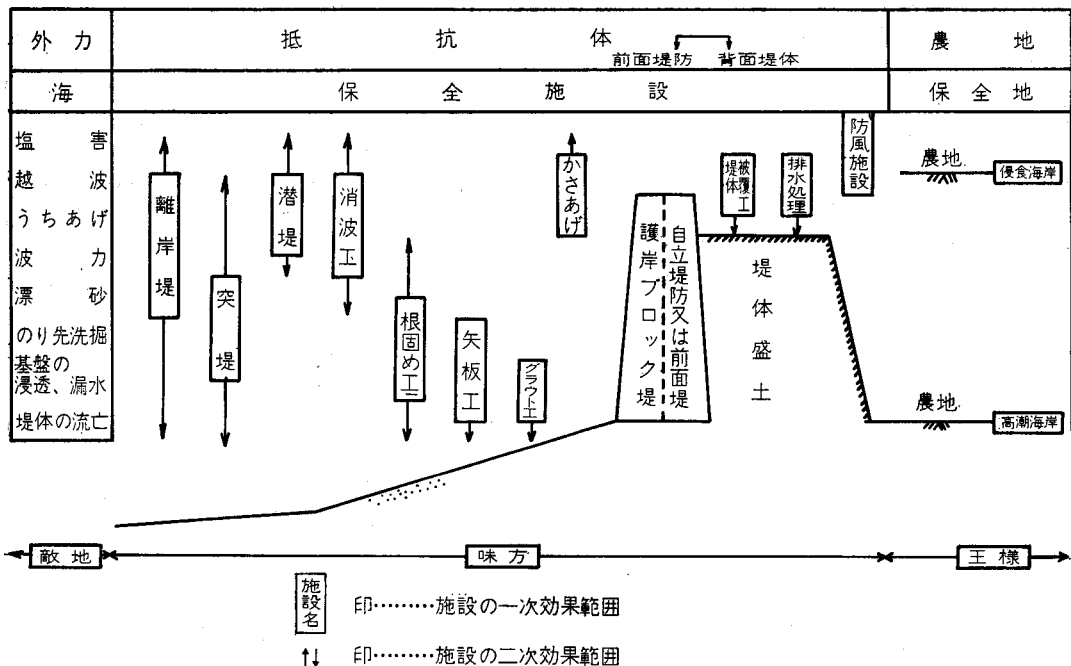 外力 抵抗体 農地
前面堤防 背面堤体
海 保全施設 保全地
塩害
越波
うちあげ
波力
漂砂
のり先洗掘
基盤の
浸透、漏水
堤体の流亡
離岸堤
突堤
潜堤
消波工
根固め工
矢板工
グラウト工
かさあげ
護岸ブロック堤
自立堤防又は前面堤
堤体
被覆工
排水処理
防風施設
堤体盛土
農地
侵食海岸
農地
高潮海岸
敵地 味方 王様
施設名 印………施設の一次効果範囲
↑↓ 印………施設の二次効果範囲